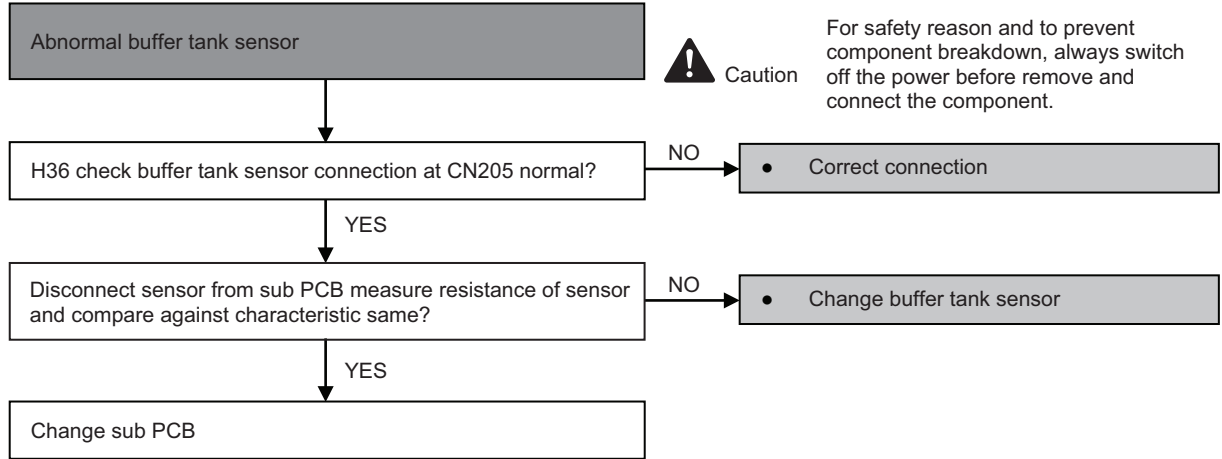 Abnormal buffer tank sensor
Caution
For safety reason and to prevent
component breakdown, always switch
off the power before remove and
connect the component.
H36 check buffer tank sensor connection at CN205 normal?
NO
● Correct connection
YES
Disconnect sensor from sub PCB measure resistance of sensor
and compare against characteristic same?
NO
● Change buffer tank sensor
YES
Change sub PCB